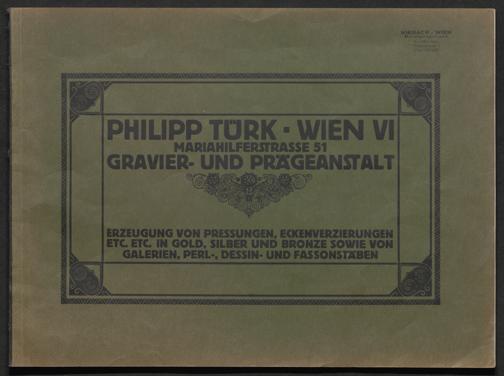 PHILIPP TÜRK · WIEN VI
MARIAHILFERSTRASSE 51
GRAVIER- UND PRÄGEANSTALT
ERZEUGUNG VON PRESSUNGEN, ECKENVERZIERUNGEN
ETC. ETC. IN GOLD, SILBER UND BRONZE SOWIE VON
GALERIEN, PERL-, DESSIN- UND FASSONSTÄBEN